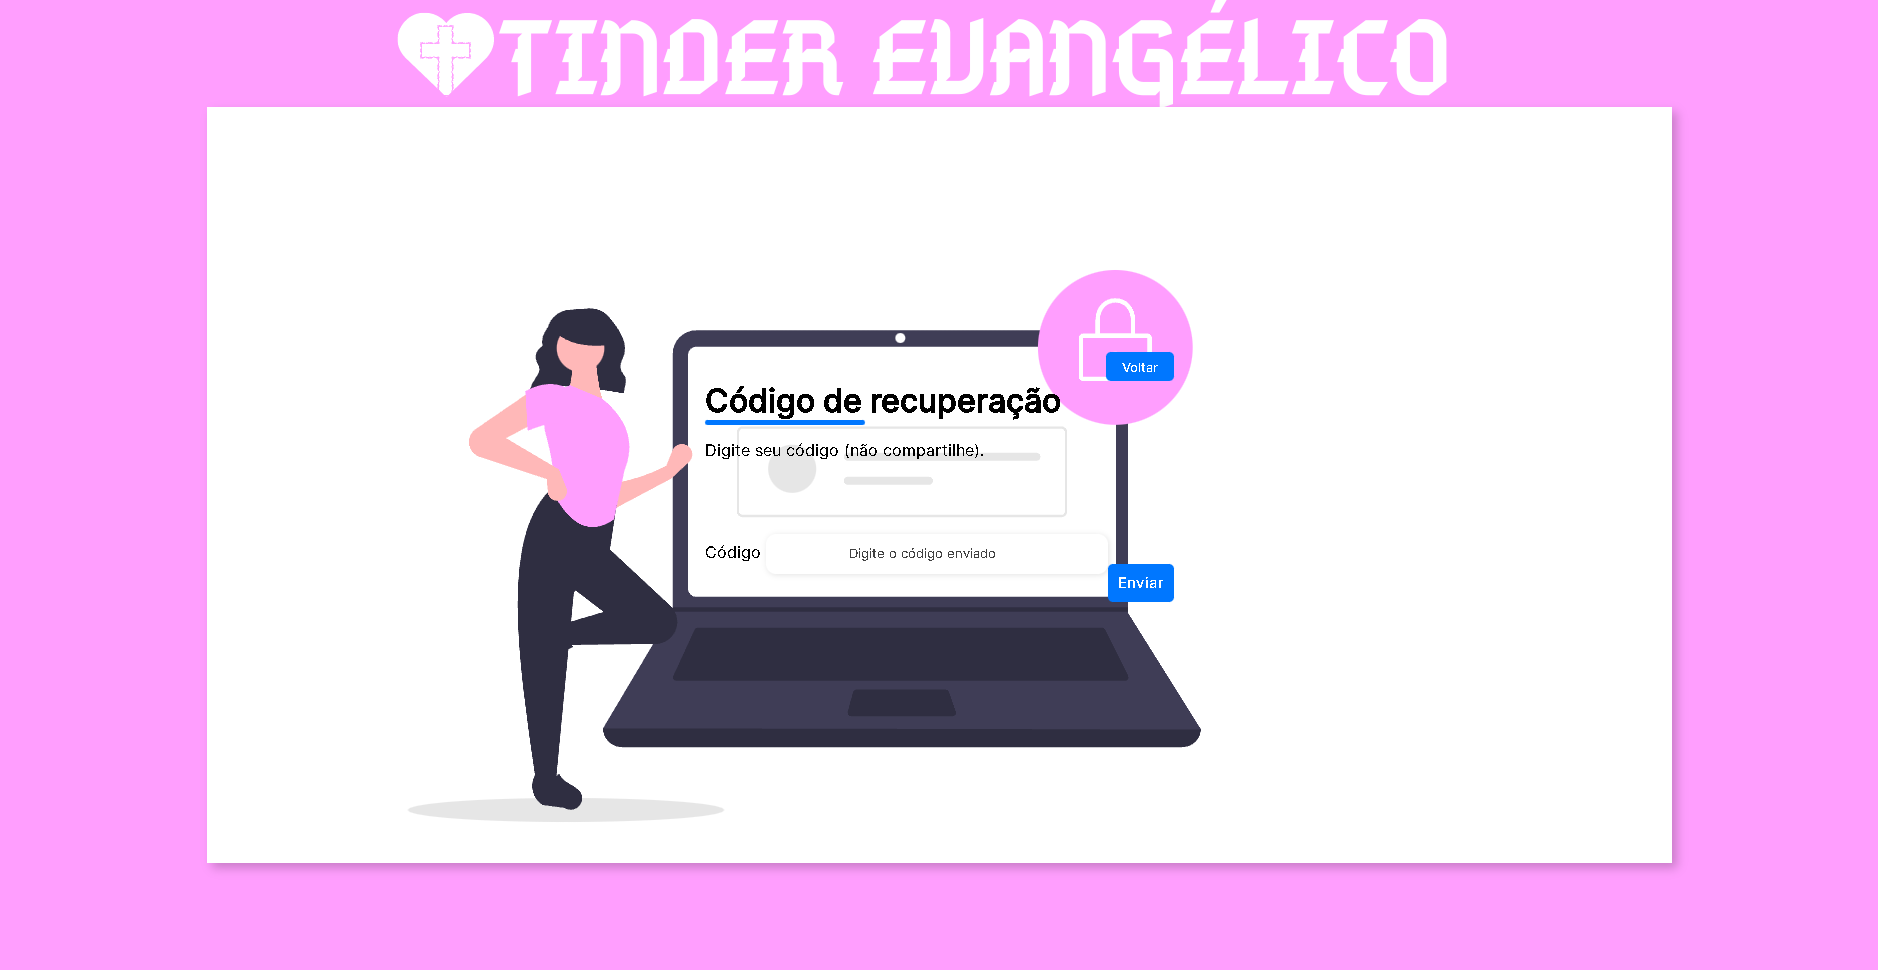 TINDER EVANGÉLICO
Voltar
Código de recuperação
Digite seu código (não compartilhe).
Código
Digite o código enviado
Enviar